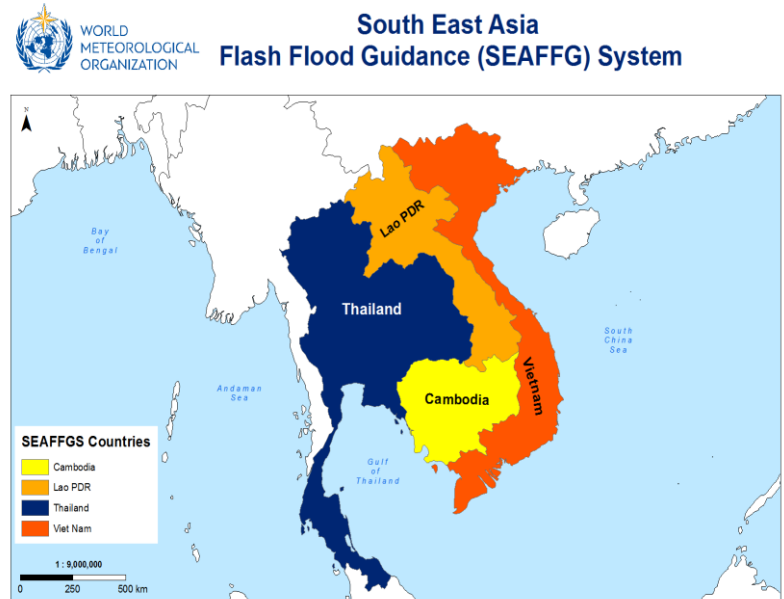 WORLD
METEOROLOGICAL
ORGANIZATION
South East Asia
Flash Flood Guidance (SEAFFG) System
N
Bay
of
Bengal
Lao PDR
Thailand
South
China
Sea
Vietnam
Andaman
Sea
Cambodia
Gulf
of
Thailand
SEAFFGS Countries
Cambodia
Lao PDR
Thailand
Viet Nam
1 : 9,000,000
0 250 500 km